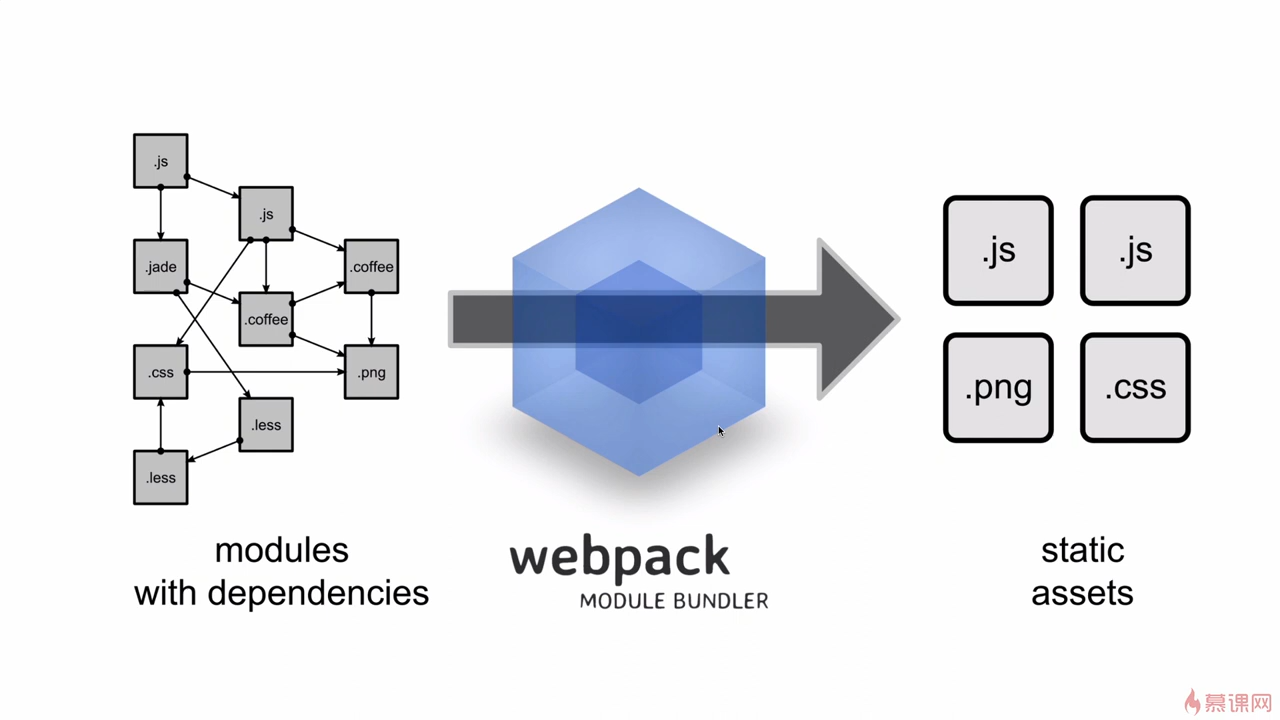 .js
.js
.jade
.coffee
.coffee
.css
.png
.less
.less
modules
with dependencies
webpack
MODULE BUNDLER
.js
.js
.png
.css
static
assets
慕课网